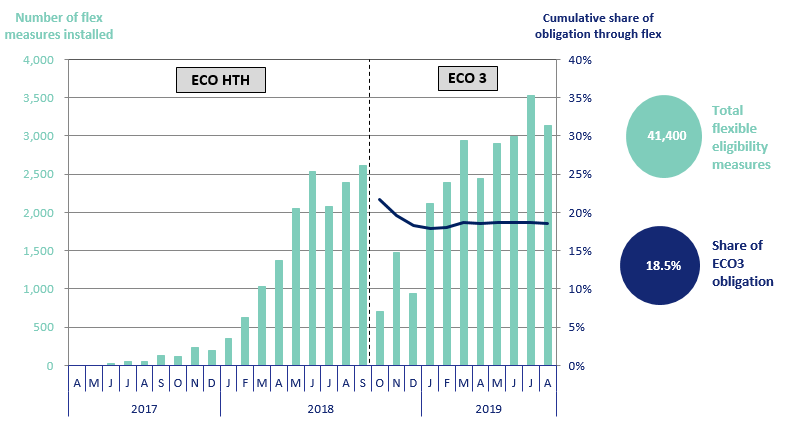 Number of flex
measures installed
Cumulative share of
obligation through flex
4,000
3,500
3,000
2,500
2,000
1,500
1,000
500
0
ECO HTH
ECO 3
40%
35%
30%
25%
20%
15%
10%
5%
0%
A M J J A S O N D J F M A M J J A S O N D J F M A M J J A
2017 2018 2019
41,400
Total
flexible
eligibility
measures
18.5%
Share of
ECO3
obligation